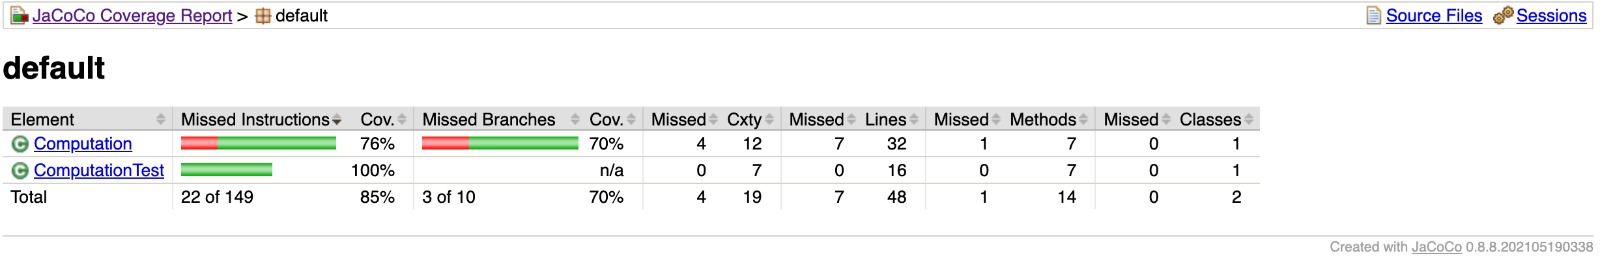 JaCoCo Coverage Report > default Source Files Sessions
default
Element Missed Instructions Cov. Missed Branches Cov. Missed Cxty Missed Lines Missed Methods Missed Classes
Computation 76% 70% 4 12 7 32 1 7 0 1
ComputationTest 100% n/a 0 7 0 16 0 7 0 1
Total 22 of 149 85% 3 of 10 70% 4 19 7 48 1 14 0 2
Created with JaCoCo 0.8.8.202105190338